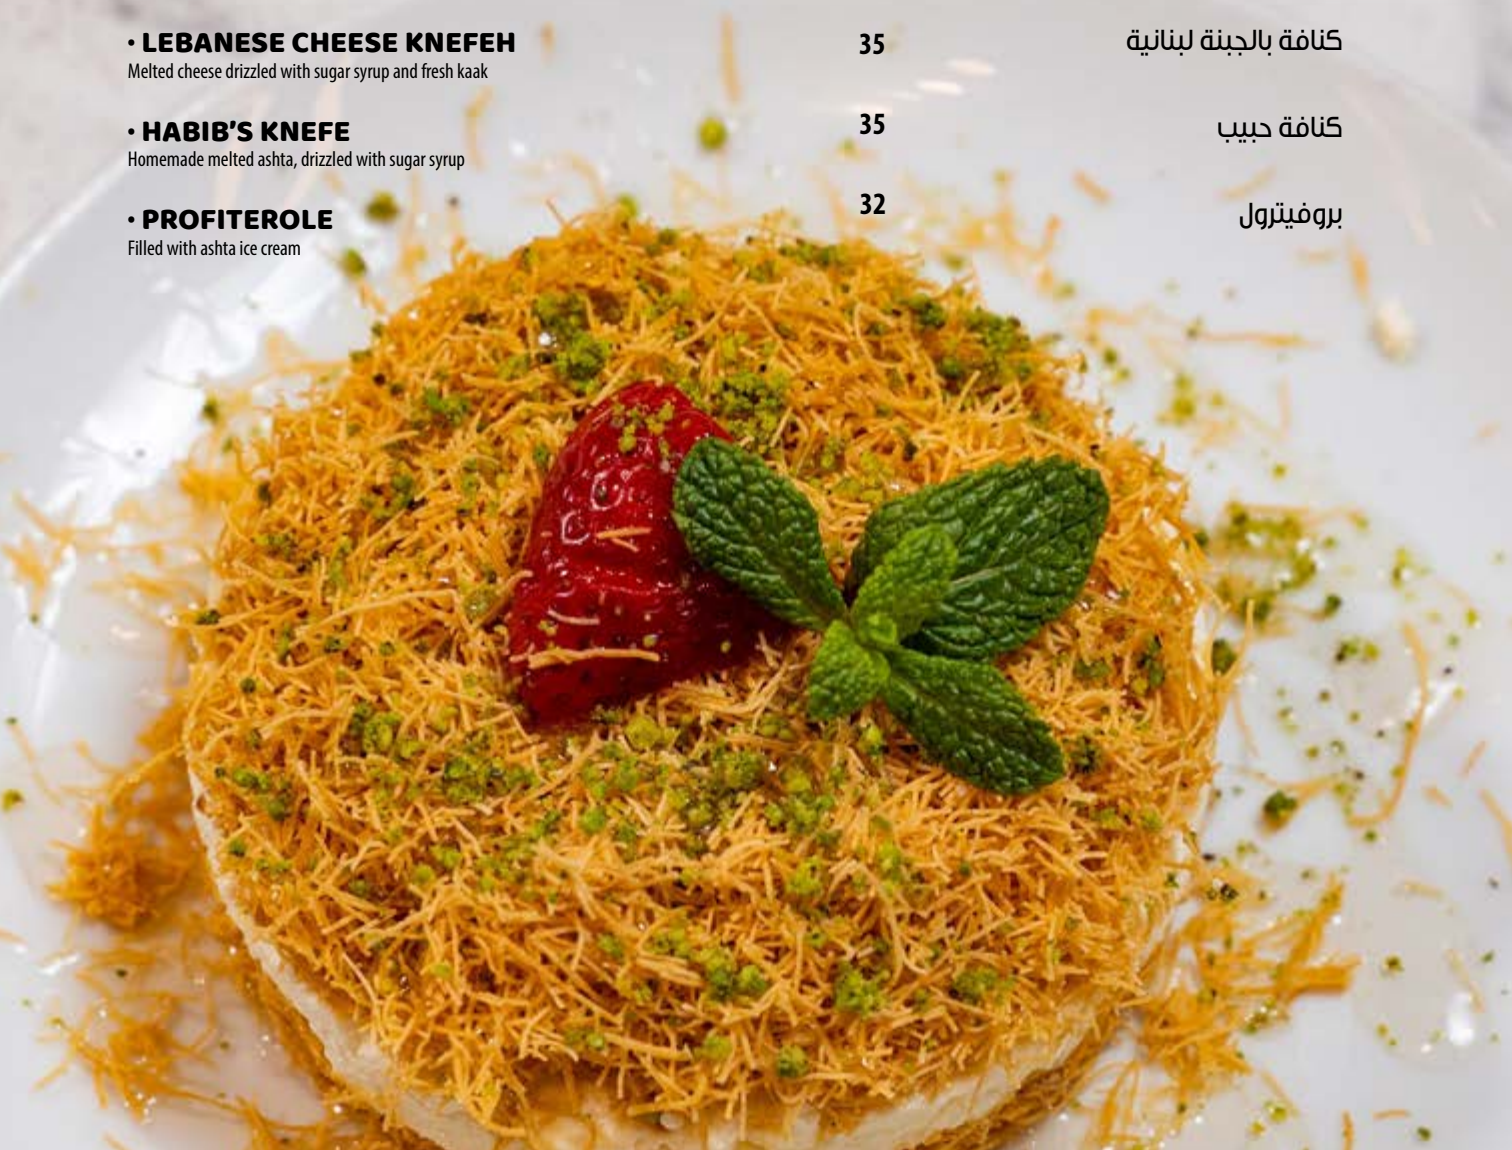 • LEBANESE CHEESE KNEFEH 35 كنافة بالجبنة لبنانية
Melted cheese drizzled with sugar syrup and fresh kaak
• HABIB'S KNEFE 35 كنافة حبيب
Homemade melted ashta, drizzled with sugar syrup
• PROFITEROLE 32 بروفيترول
Filled with ashta ice cream